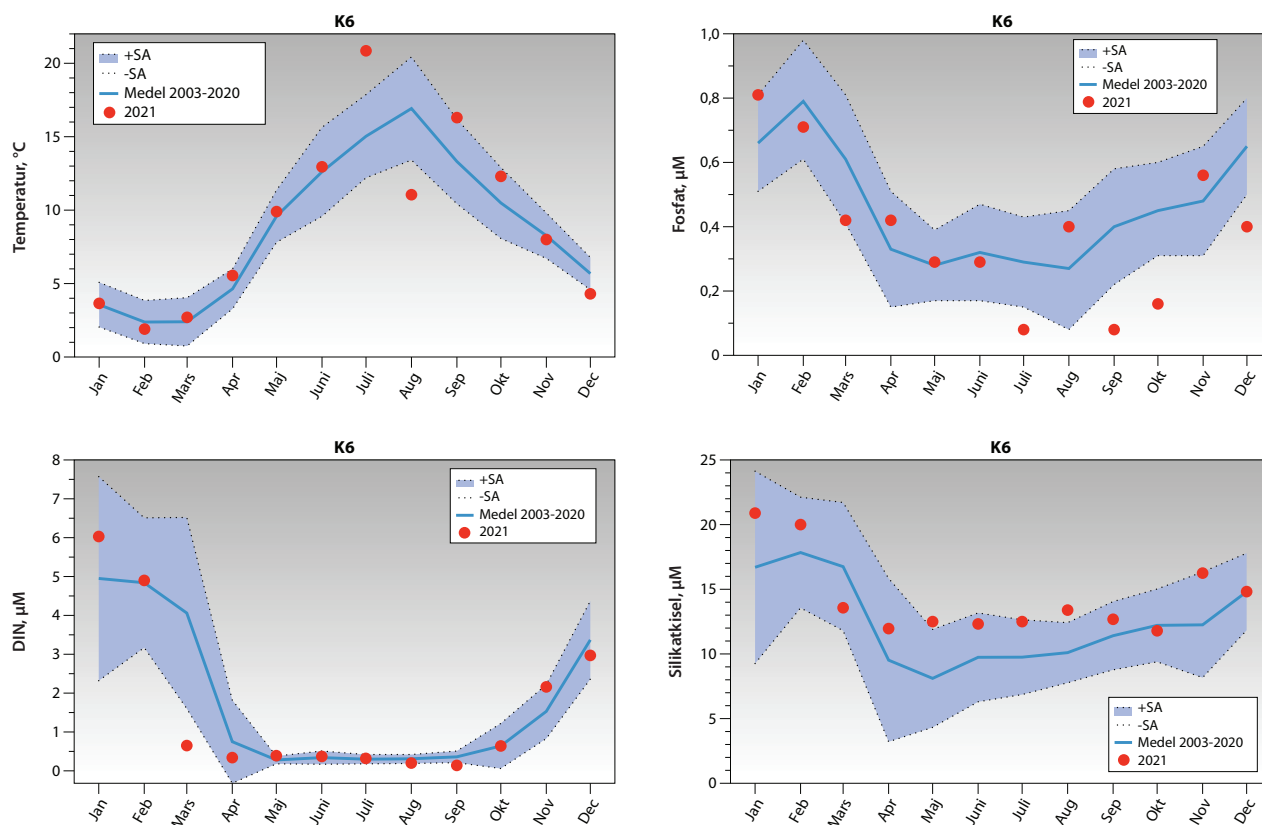 K6
Temperatur, °C
20
15
10
5
0
+SA
-SA
Medel 2003-2020
2021
Jan Feb Mars Apr Maj Juni Juli Aug Sep Okt Nov Dec
K6
Fosfat, µM
1,0
0,8
0,6
0,4
0,2
0
+SA
-SA
Medel 2003-2020
2021
Jan Feb Mars Apr Maj Juni Juli Aug Sep Okt Nov Dec
K6
DIN, µM
8
7
6
5
4
3
2
1
0
+SA
-SA
Medel 2003-2020
2021
Jan Feb Mars Apr Maj Juni Juli Aug Sep Okt Nov Dec
K6
Silikatkisel, µM
25
20
15
10
5
0
+SA
-SA
Medel 2003-2020
2021
Jan Feb Mars Apr Maj Juni Juli Aug Sep Okt Nov Dec